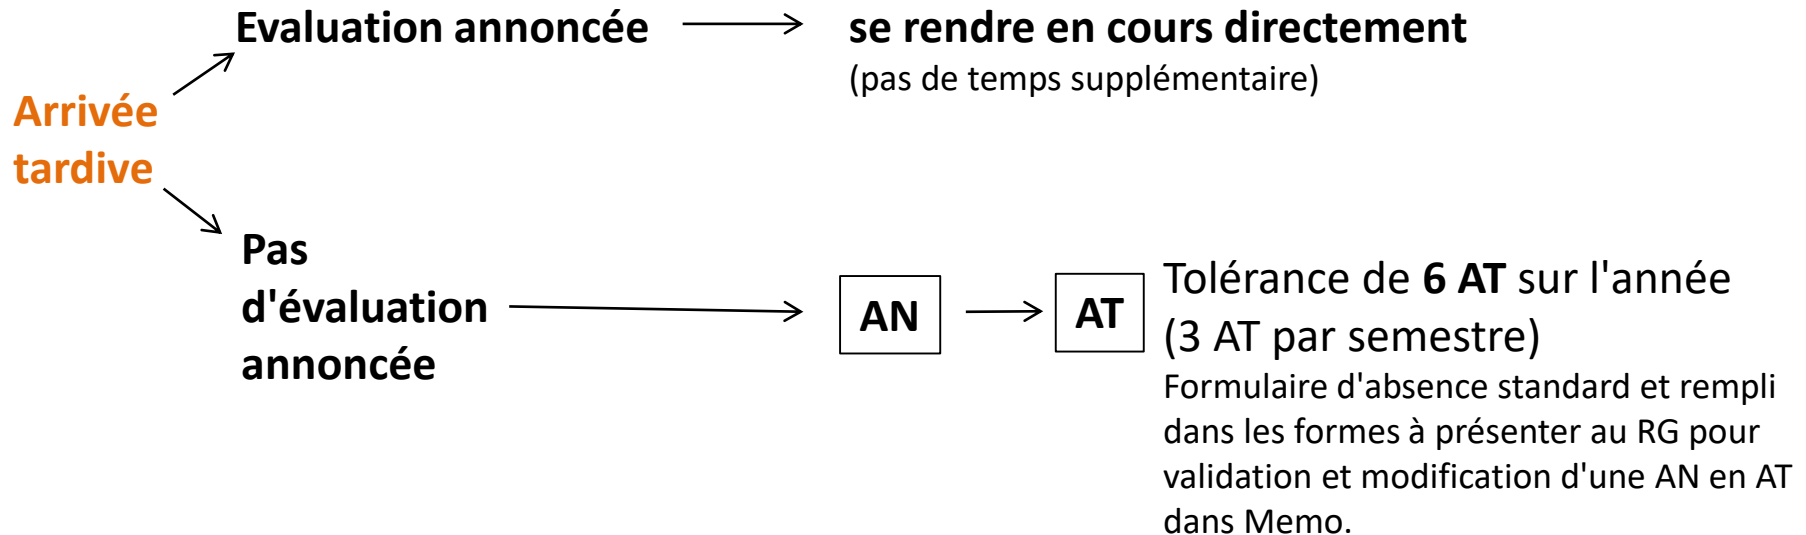 Evaluation annoncée
se rendre en cours directement
(pas de temps supplémentaire)
Arrivée
tardive
Pas
d'évaluation
annoncée
AN
AT
Tolérance de 6 AT sur l'année
(3 AT par semestre)
Formulaire d'absence standard et rempli
dans les formes à présenter au RG pour
validation et modification d'une AN en AT
dans Memo.